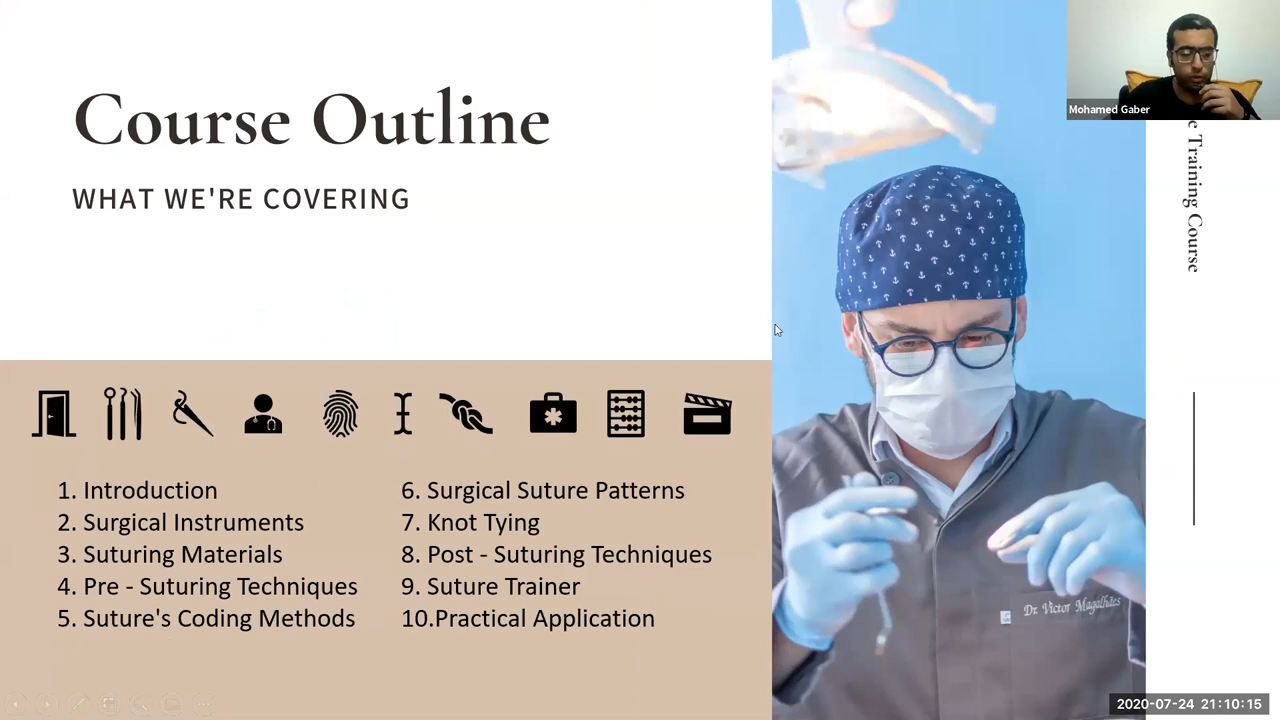 Course Outline
WHAT WE'RE COVERING
1. Introduction
2. Surgical Instruments
3. Suturing Materials
4. Pre - Suturing Techniques
5. Suture's Coding Methods
6. Surgical Suture Patterns
7. Knot Tying
8. Post - Suturing Techniques
9. Suture Trainer
10.Practical Application
Mohamed Gaber
Training Course
Dr. Victor Magalhães
2020-07-24 21:10:15